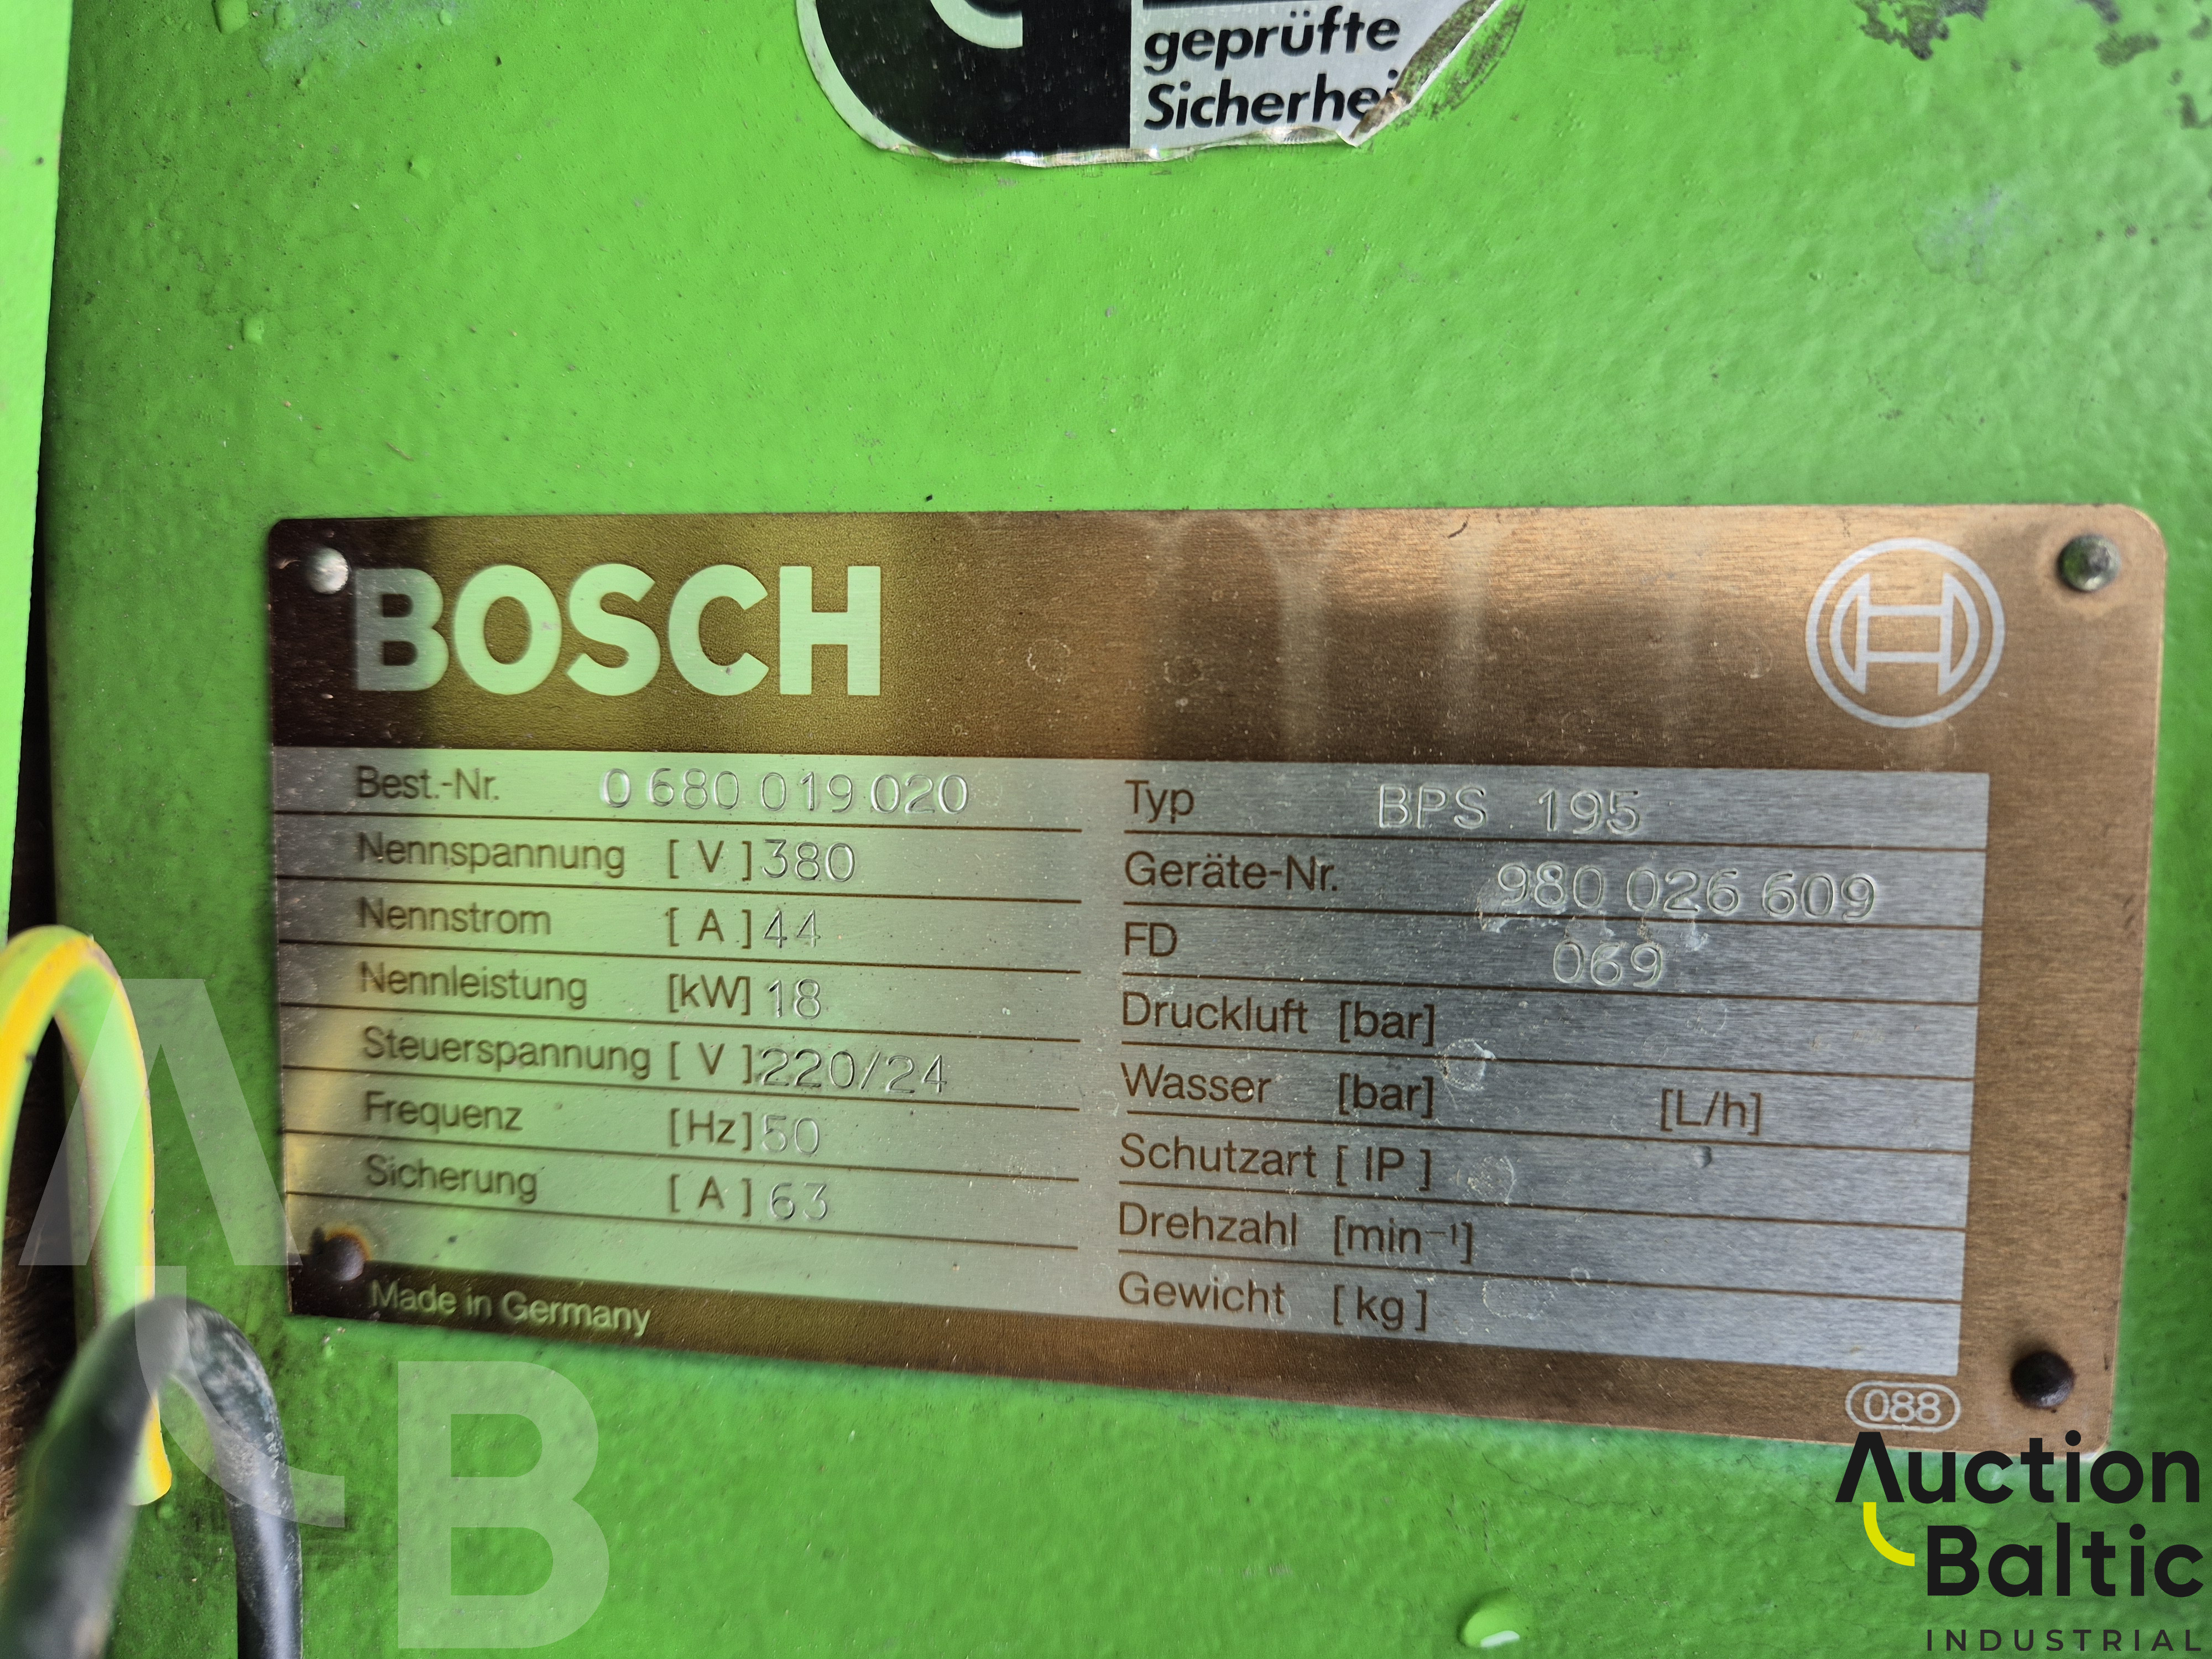 geprüfte
Sicherhei
BOSCH
Best.-Nr. 0 680 019 020
Nennspannung [ V ] 380
Nennstrom [ A ] 44
Nennleistung [kW] 18
Steuerspannung [ V ] 220/24
Frequenz [Hz] 50
Sicherung [ A ] 63
Made in Germany
Typ BPS 195
Geräte-Nr. 980 026 609
FD 069
Druckluft [bar]
Wasser [bar] [L/h]
Schutzart [ IP ]
Drehzahl [min⁻¹]
Gewicht [ kg ]
088
ACB
Auction
Baltic
INDUSTRIAL